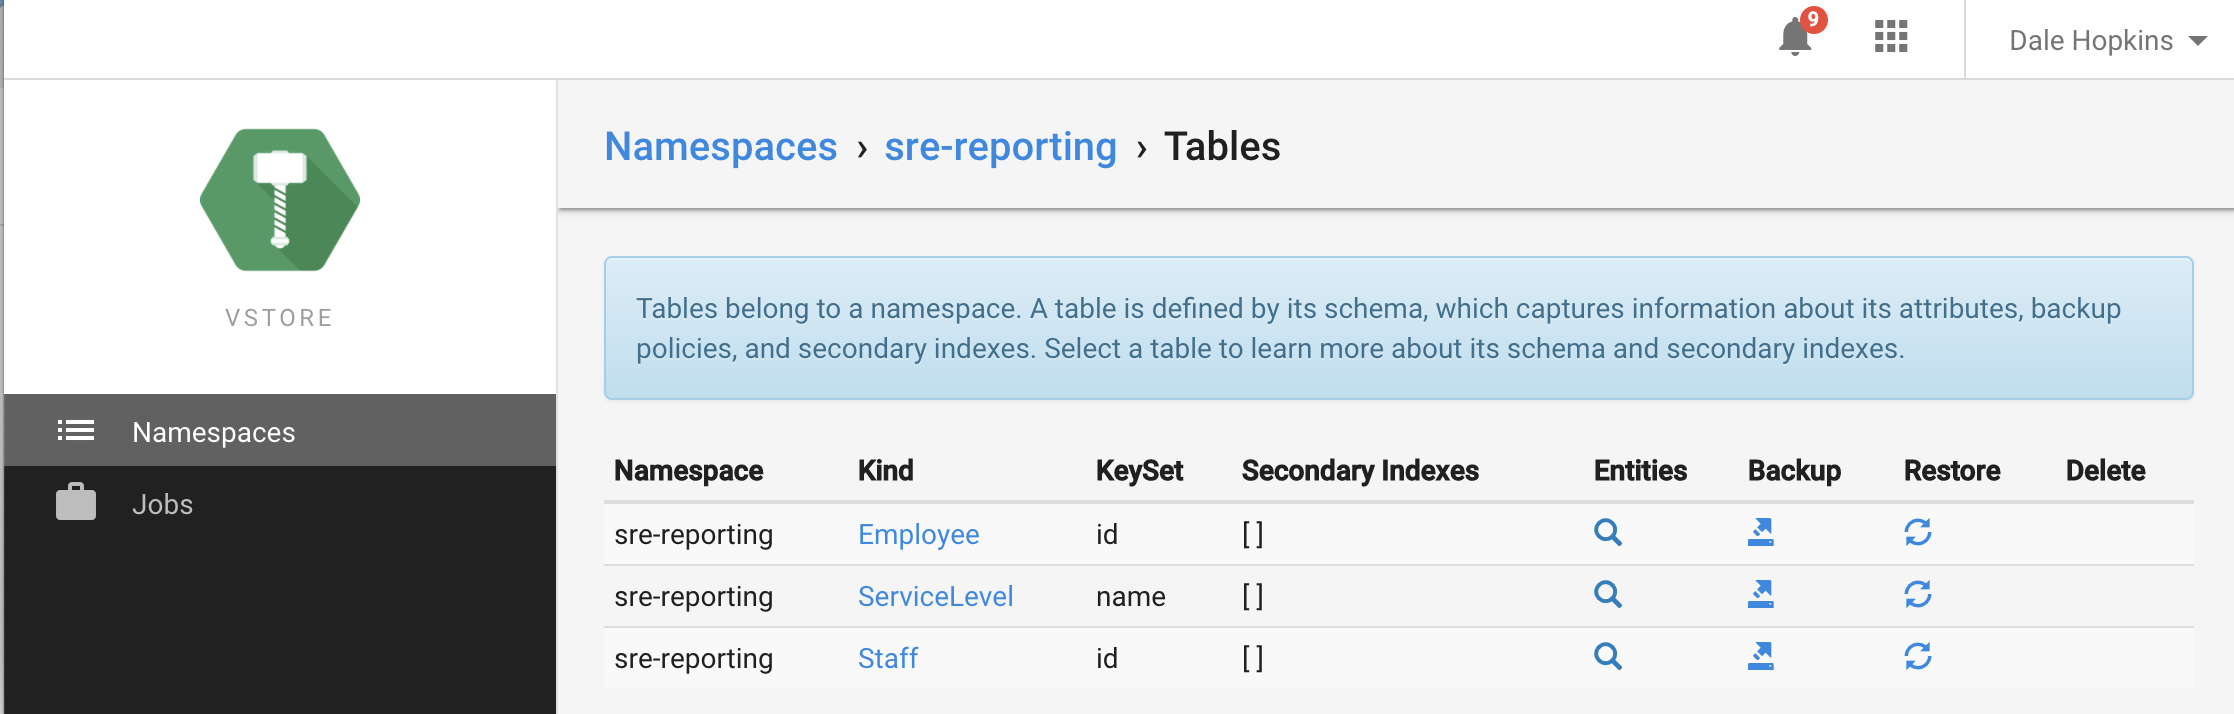 9
Dale Hopkins
VSTORE
Namespaces
Jobs
Namespaces › sre-reporting › Tables
Tables belong to a namespace. A table is defined by its schema, which captures information about its attributes, backup
policies, and secondary indexes. Select a table to learn more about its schema and secondary indexes.
Namespace Kind KeySet Secondary Indexes Entities Backup Restore Delete
sre-reporting Employee id []
sre-reporting ServiceLevel name []
sre-reporting Staff id []